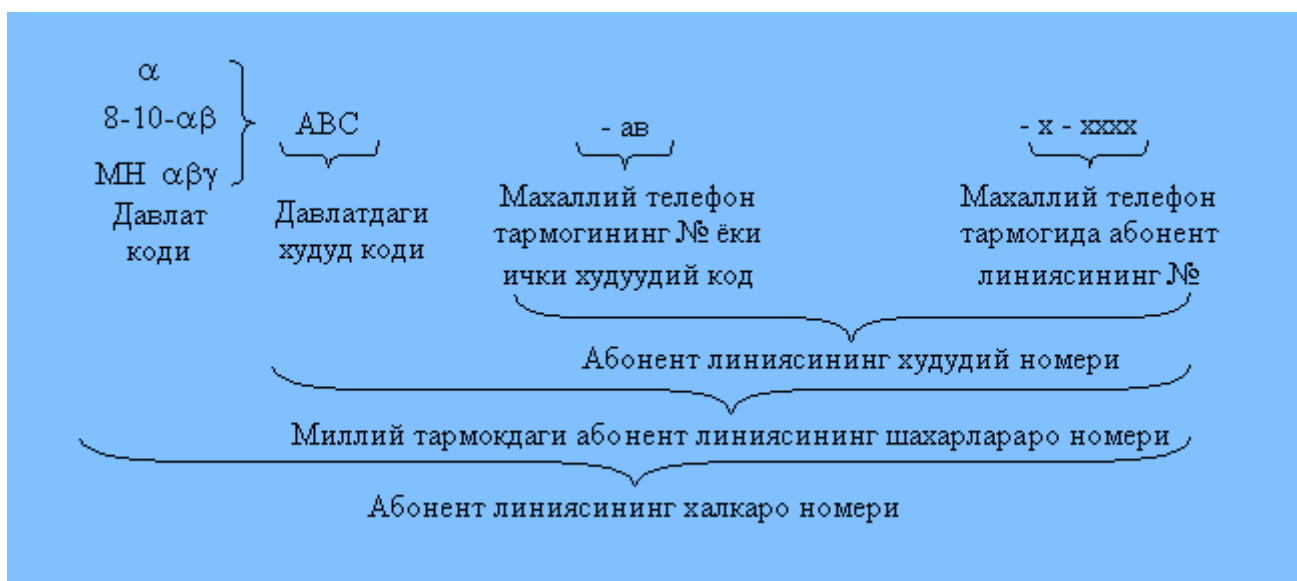 α
8-10-αβ
МН αβγ
Давлат
коди
АВС
Давлатдаги
худуд коди
- ав
Махаллий телефон
тармогининг № ёки
ички худуудий код
- х - хххх
Махаллий телефон
тармогида абонент
линиясининг №
Абонент линиясининг худудий номери
Миллий тармокдаги абонент линиясининг шахарлараро номери
Абонент линиясининг халкаро номери